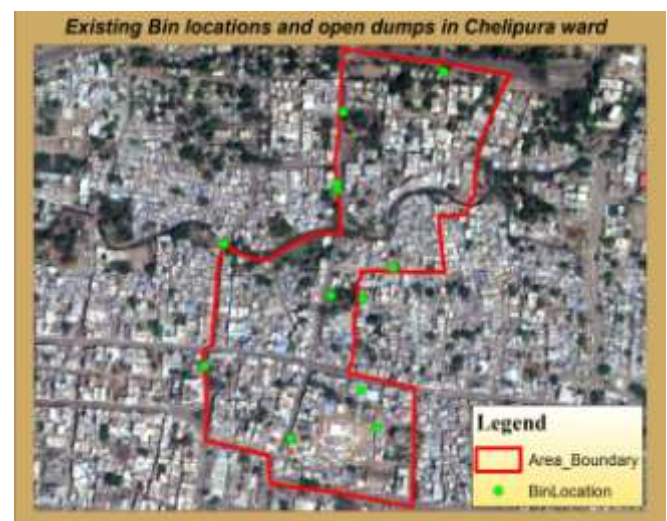 Existing Bin locations and open dumps in Chelipura ward
Legend
Area_Boundary
BinLocation